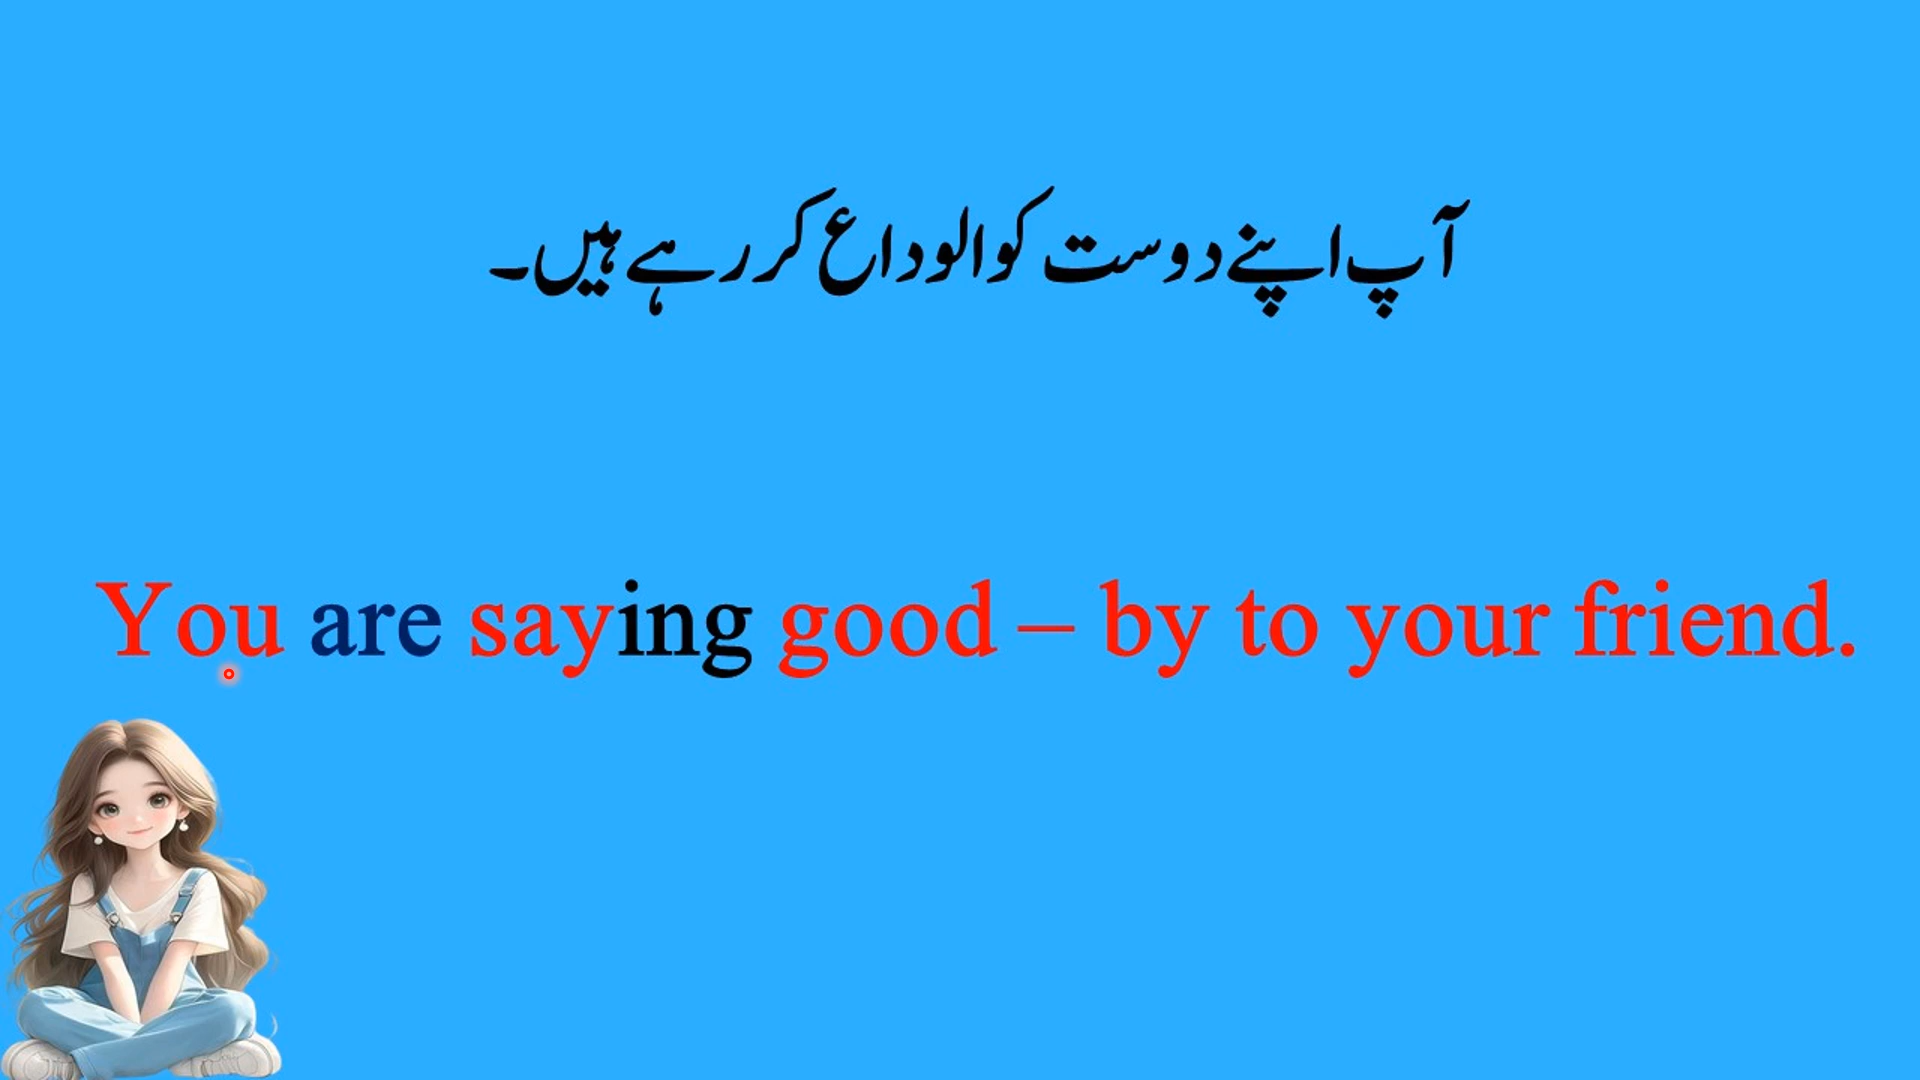 آپ اپنے دوست کو الوداع کر رہے ہیں۔
You are saying good – by to your friend.